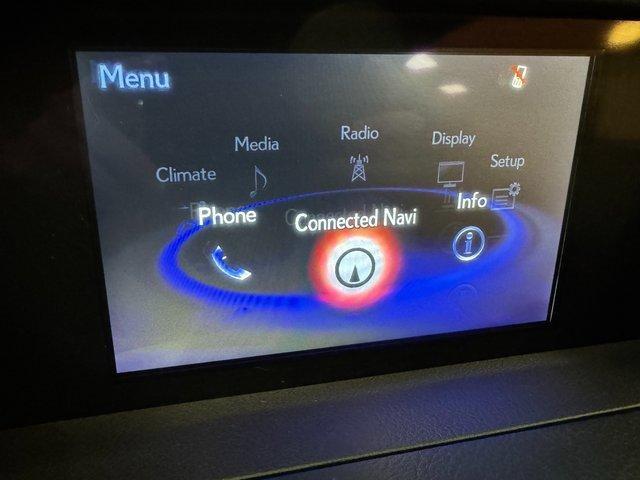 Menu
Radio
Media
Display
Climate
Setup
Phone
Connected Navi
Info